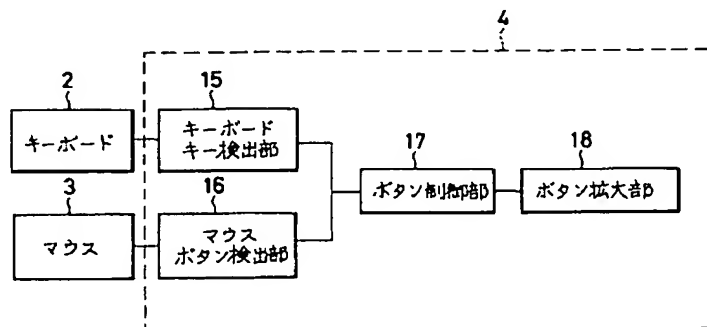 4
2
15
キーボード
キーボード
キー検出部
17
18
ボタン制御部
ボタン拡大部
3
16
マウス
マウス
ボタン検出部